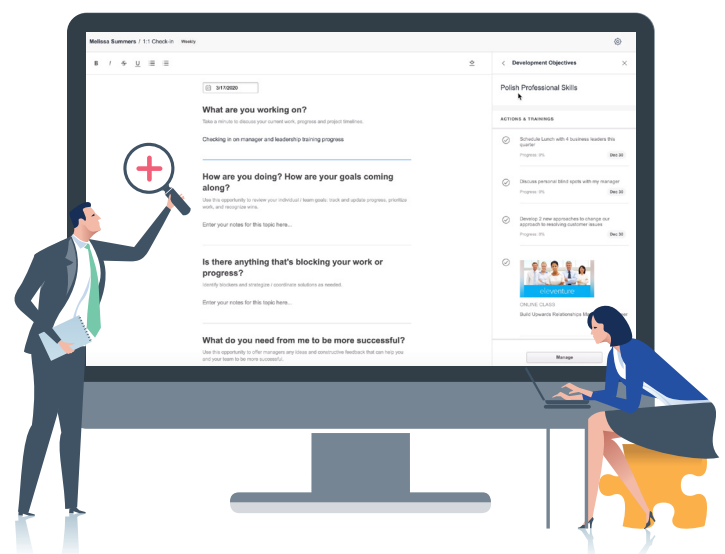 Melissa Summers / 1:1 Check-in Weekly
B I S U
3/17/2020
What are you working on?
Take a minute to discuss your current work, progress and project timelines.
Checking in on manager and leadership training progress
How are you doing? How are your goals coming
along?
Use this opportunity to review your individual / team goals, track and update progress, prioritize
work, and recognize wins.
Enter your notes for this topic here...
Is there anything that's blocking your work or
progress?
Identify blockers and strategize / coordinate solutions as needed.
Enter your notes for this topic here...
What do you need from me to be more successful?
Use this opportunity to offer managers any ideas and constructive feedback that can help you
and your team to be more successful.
Development Objectives
Polish Professional Skills
ACTIONS & TRAININGS
Schedule Lunch with 4 business leaders this
quarter
Progress 0% Dec 30
Discuss personal blind spots with my manager
Progress 0% Dec 30
Develop 2 new approaches to change our
approach to resolving customer issues
Progress 0% Dec 30
eleventure
ONLINE CLASS
Build Upwards Relationships
Manage